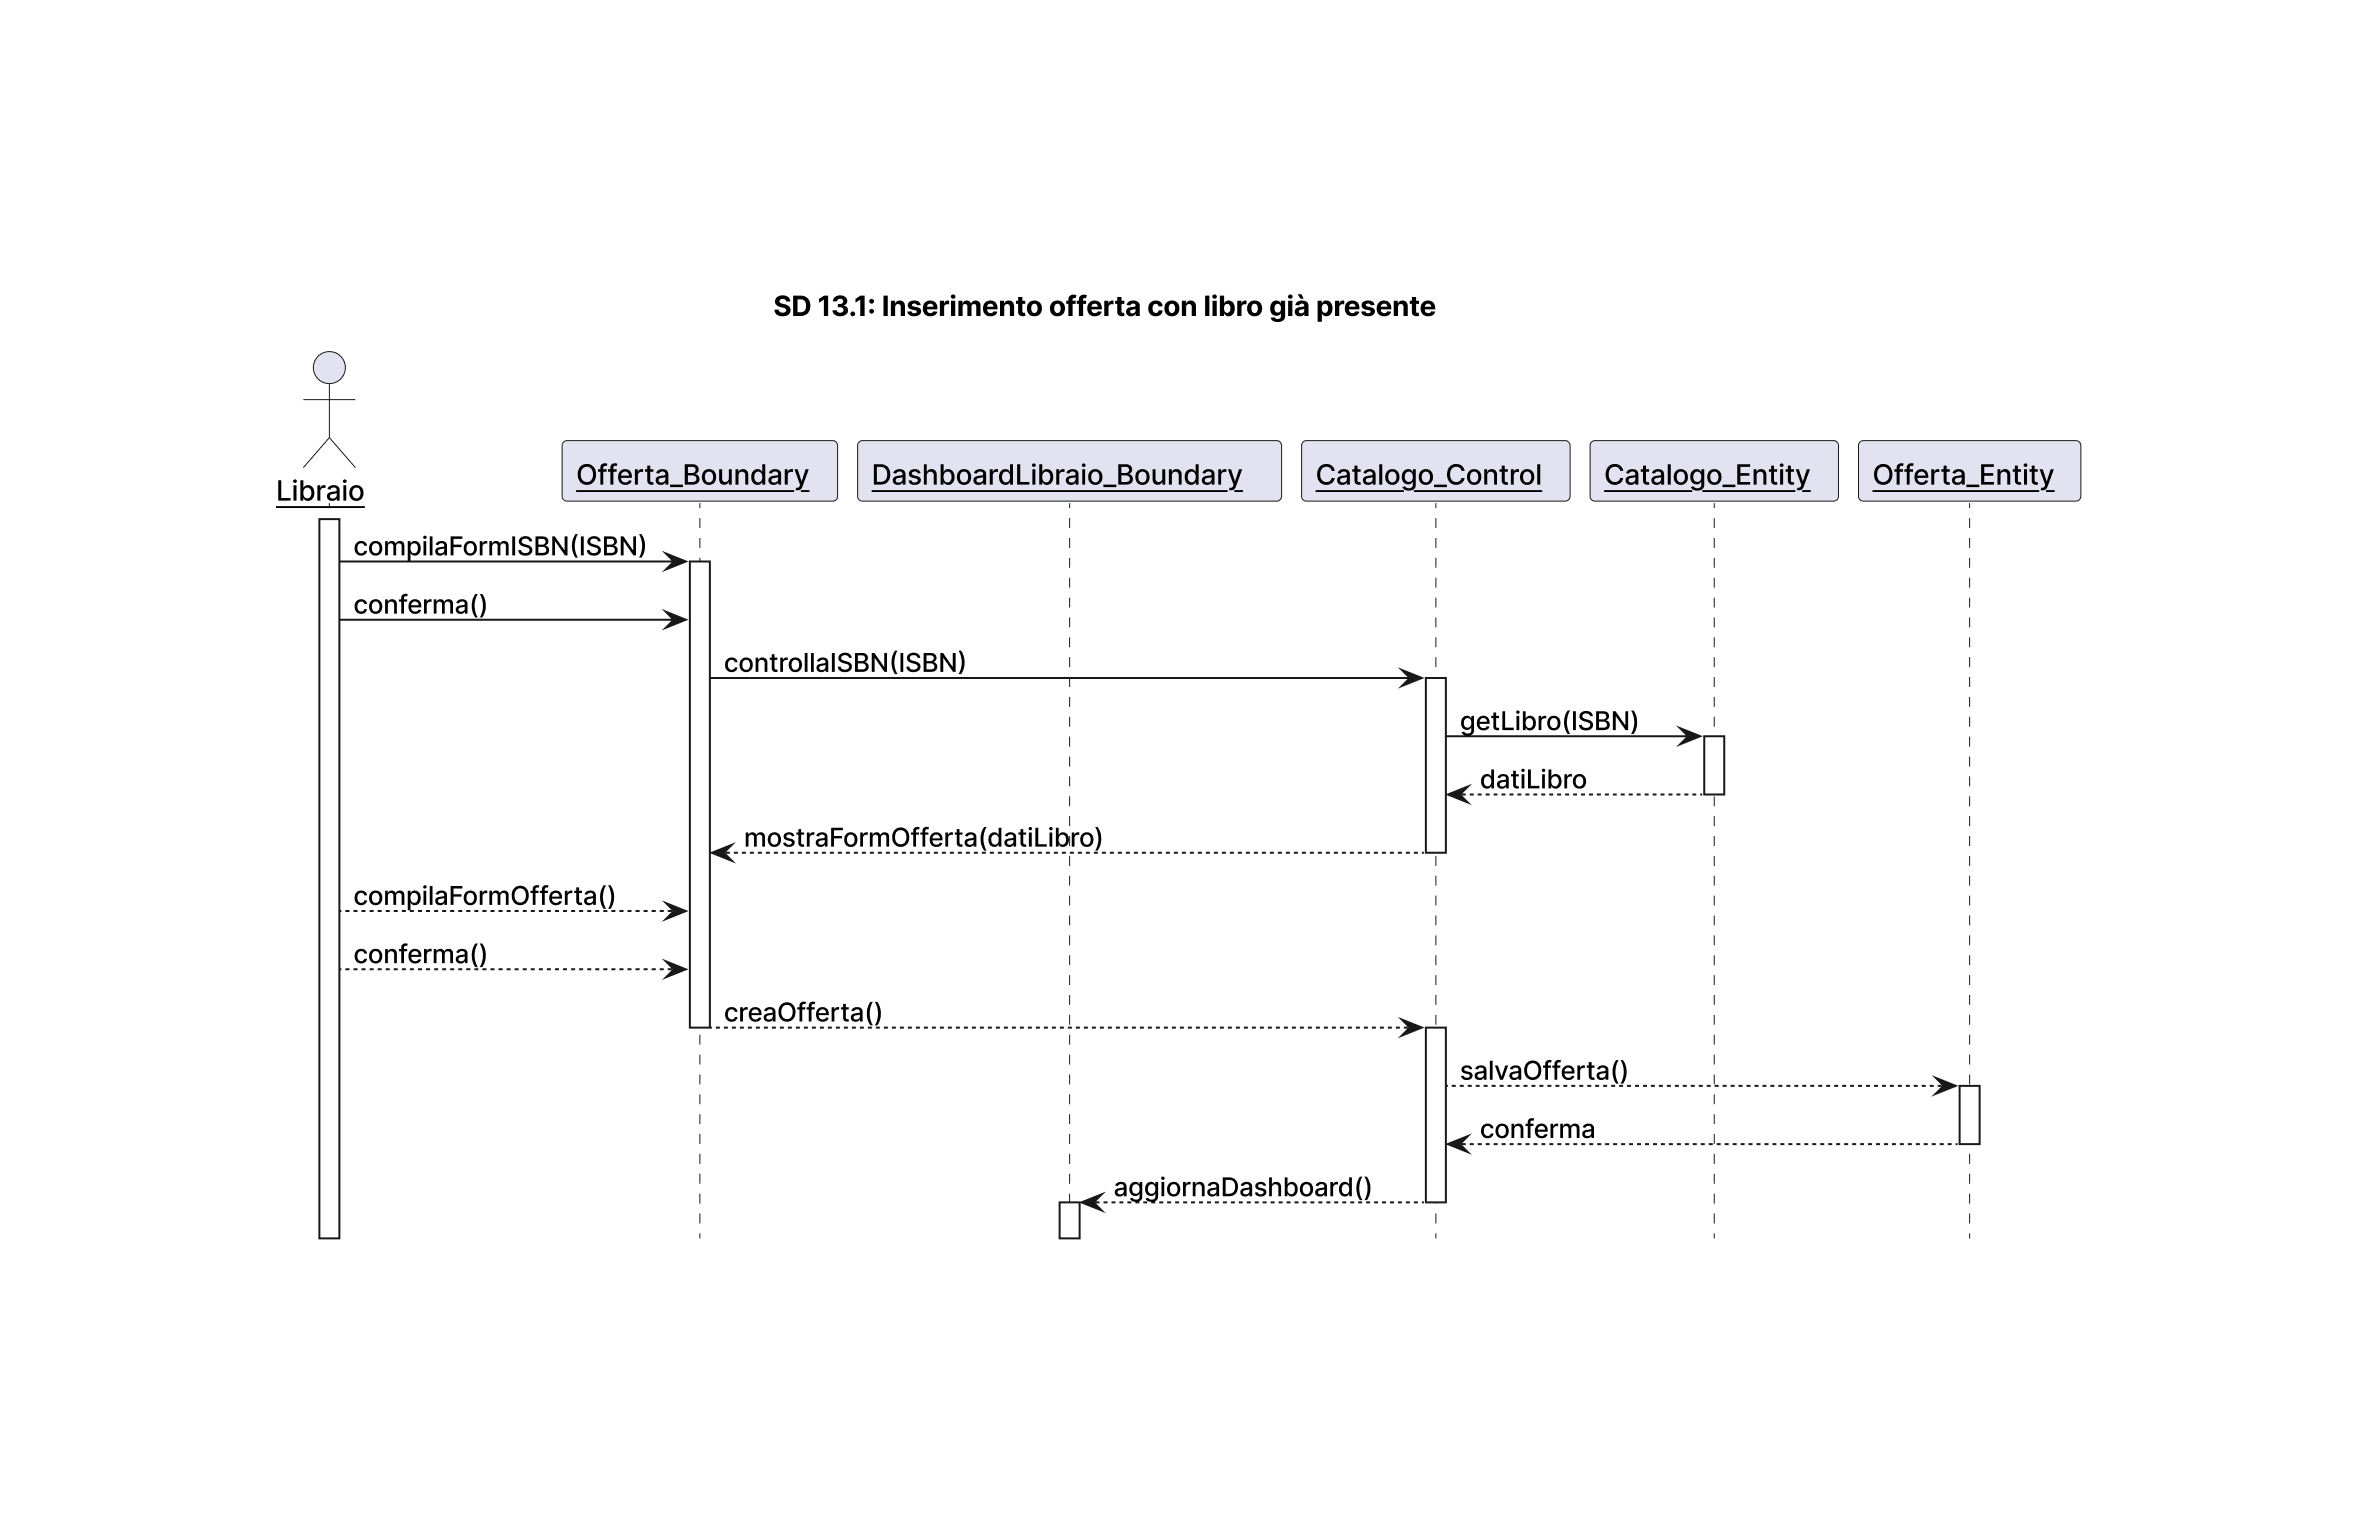 SD 13.1: Inserimento offerta con libro già presente
Libraio
Offerta_Boundary
DashboardLibraio_Boundary
Catalogo_Control
Catalogo_Entity
Offerta_Entity
compilaFormISBN(ISBN)
conferma()
controllaISBN(ISBN)
getLibro(ISBN)
datiLibro
mostraFormOfferta(datiLibro)
compilaFormOfferta()
conferma()
creaOfferta()
salvaOfferta()
conferma
aggiornaDashboard()